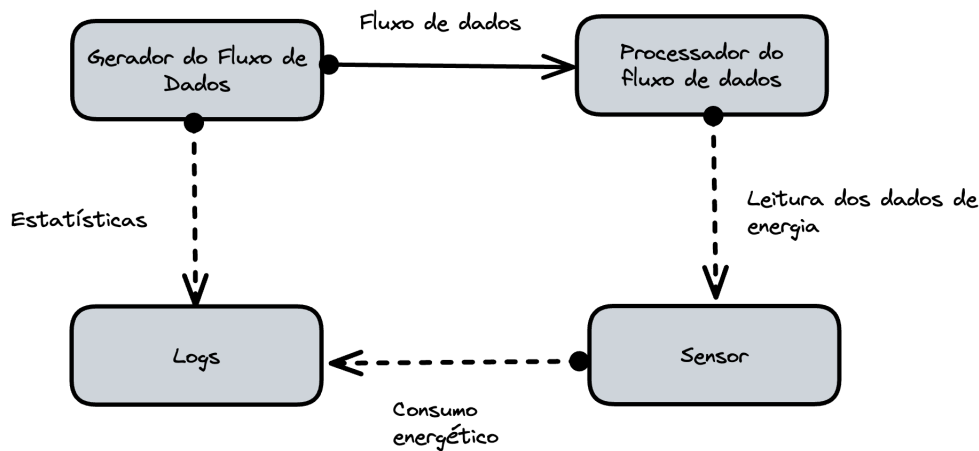 Fluxo de dados
Gerador do Fluxo de
Dados
Processador do
fluxo de dados
Estatísticas
Leitura dos dados de
energia
Logs
Sensor
Consumo
energético